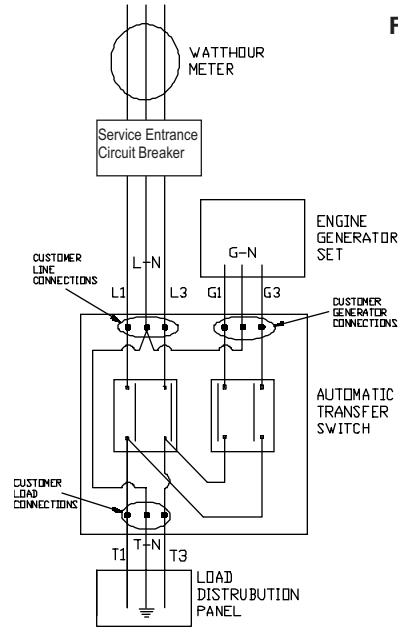 F
WATTHOUR
METER
Service Entrance
Circuit Breaker
ENGINE
GENERATOR
SET
G-N
CUSTOMER
LINE
CONNECTIONS
L-N
L1
L3
G1
G3
CUSTOMER
GENERATOR
CONNECTIONS
AUTOMATIC
TRANSFER
SWITCH
CUSTOMER
LOAD
CONNECTIONS
T-N
T1
T3
LOAD
DISTRUBUTION
PANEL